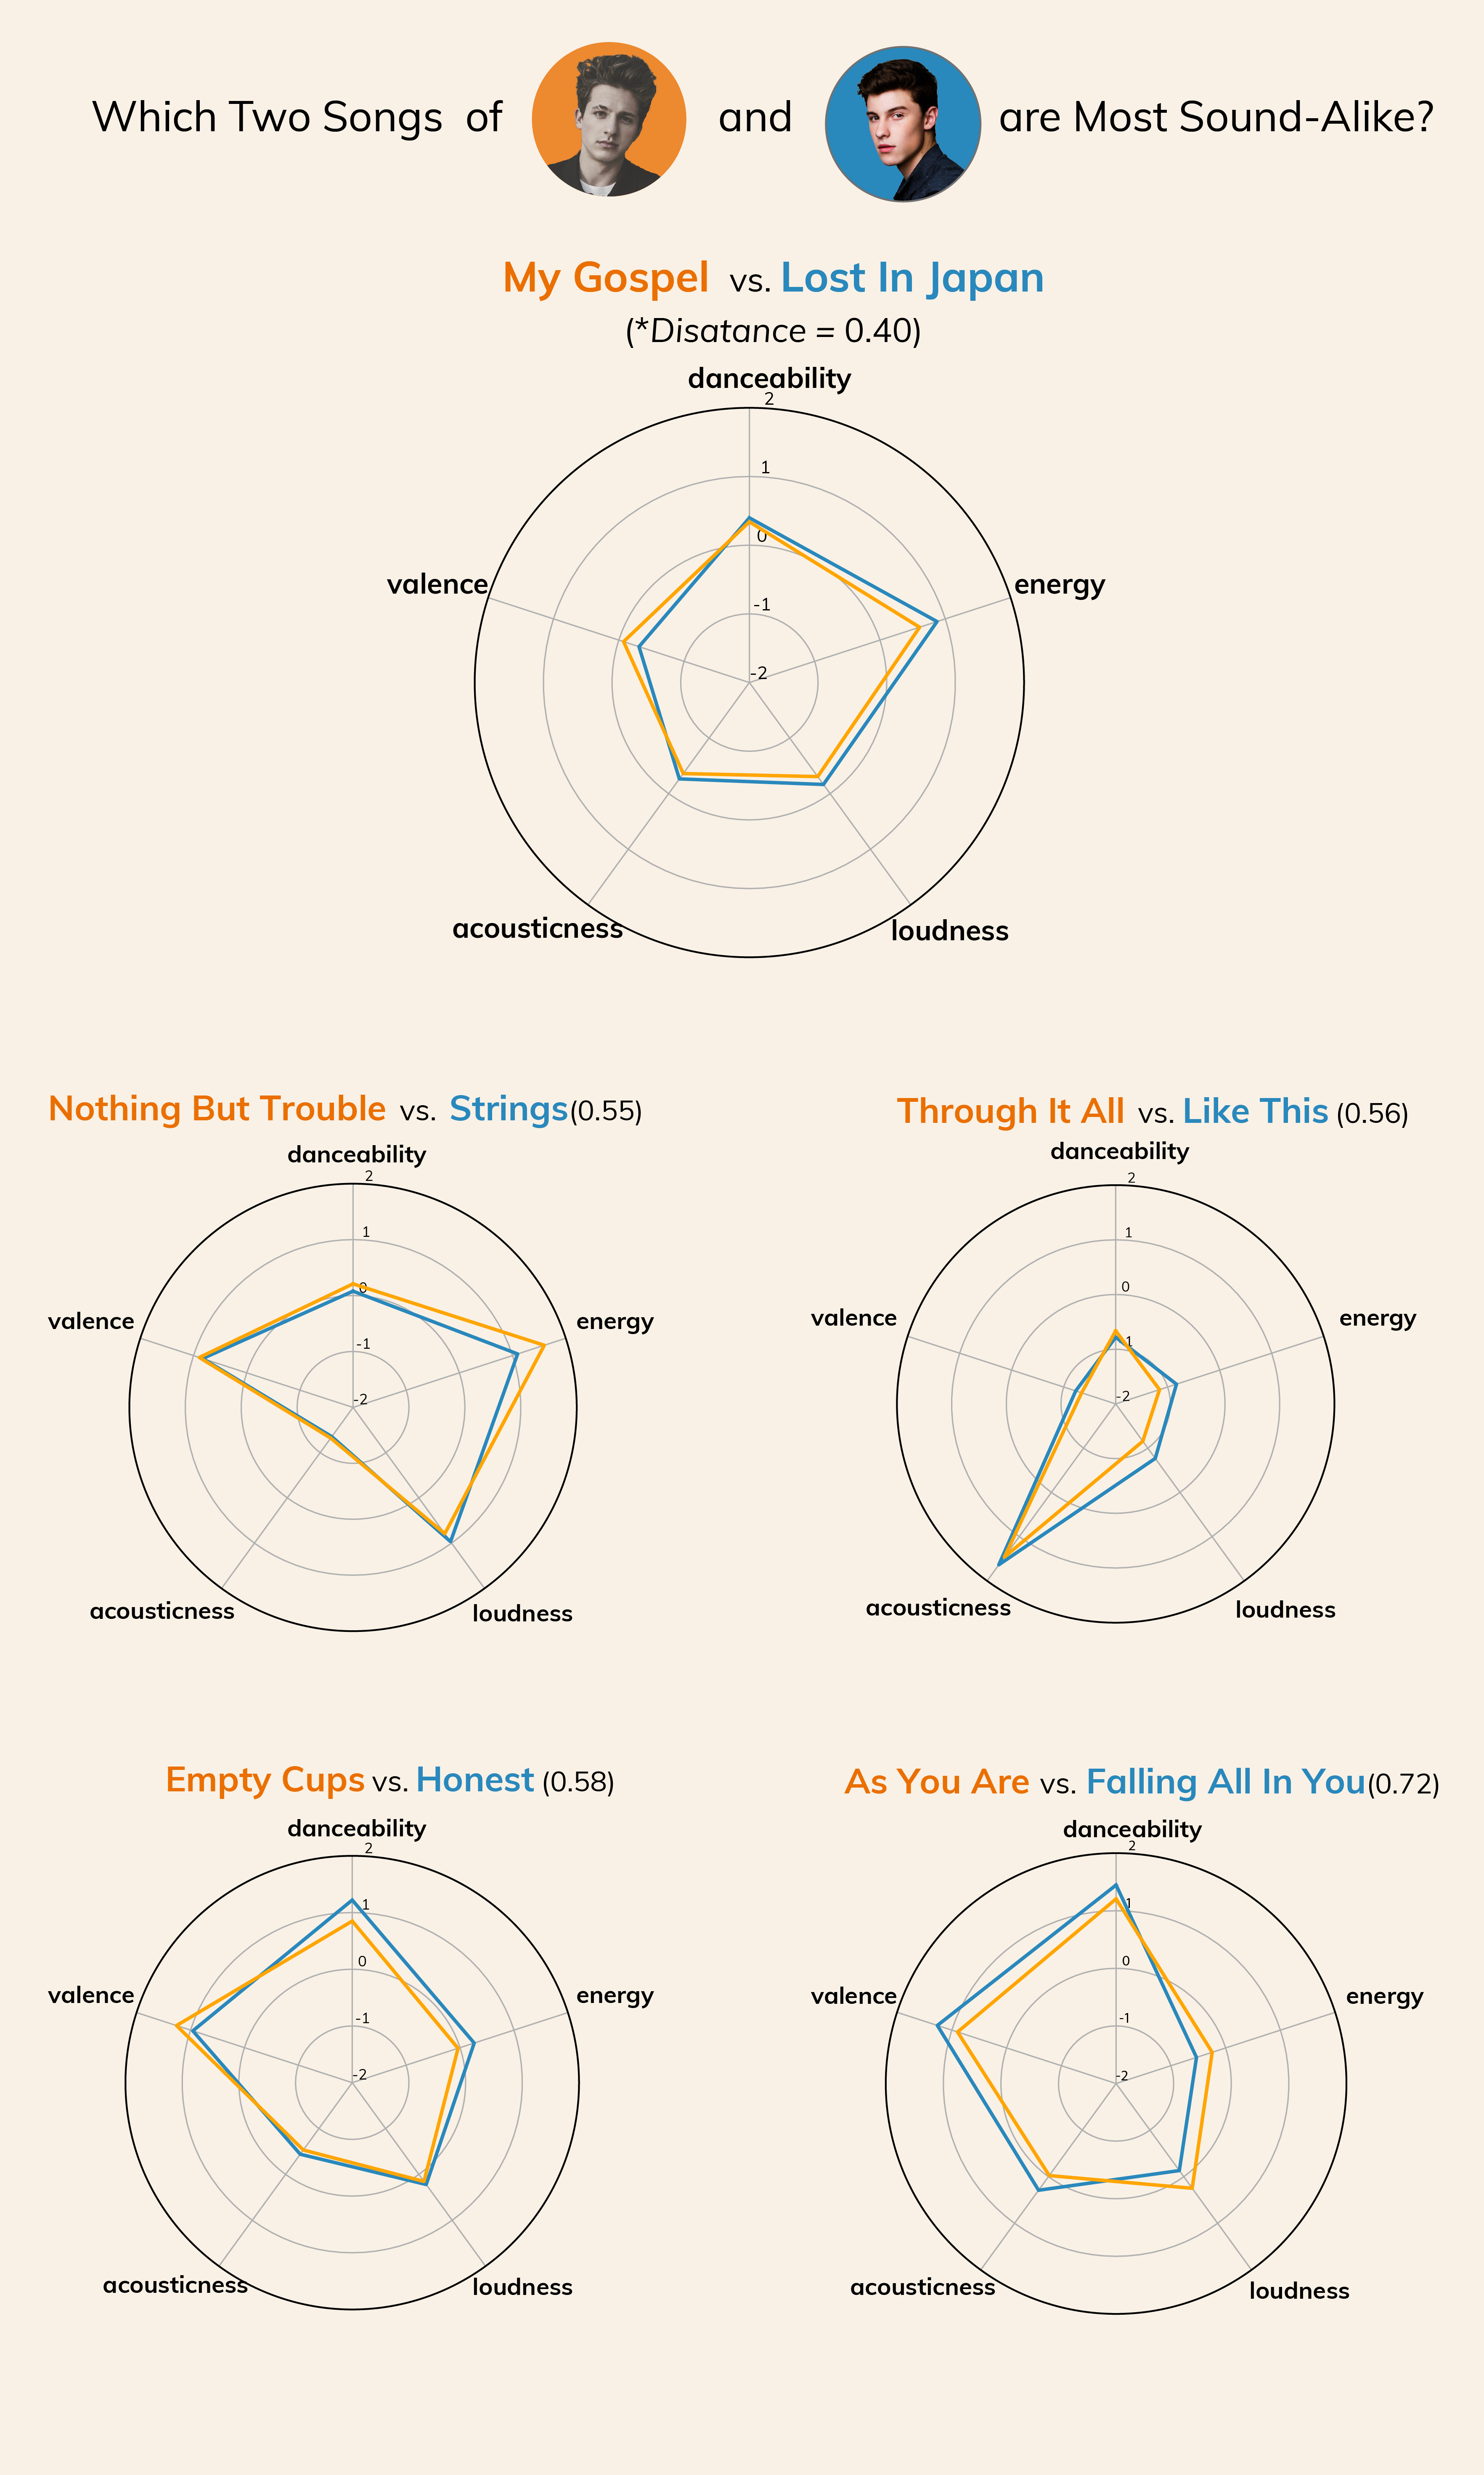 Which Two Songs of and are Most Sound-Alike?
My Gospel vs. Lost In Japan
(*Disatance = 0.40)
danceability
2
1
0
-1
-2
valence
energy
acousticness
loudness
Nothing But Trouble vs. Strings(0.55)
danceability
2
1
0
-1
-2
valence
energy
acousticness
loudness
Through It All vs. Like This (0.56)
danceability
2
1
0
1
-2
valence
energy
acousticness
loudness
Empty Cups vs. Honest (0.58)
danceability
2
1
0
-1
-2
valence
energy
acousticness
loudness
As You Are vs. Falling All In You(0.72)
danceability
2
1
0
-1
-2
valence
energy
acousticness
loudness